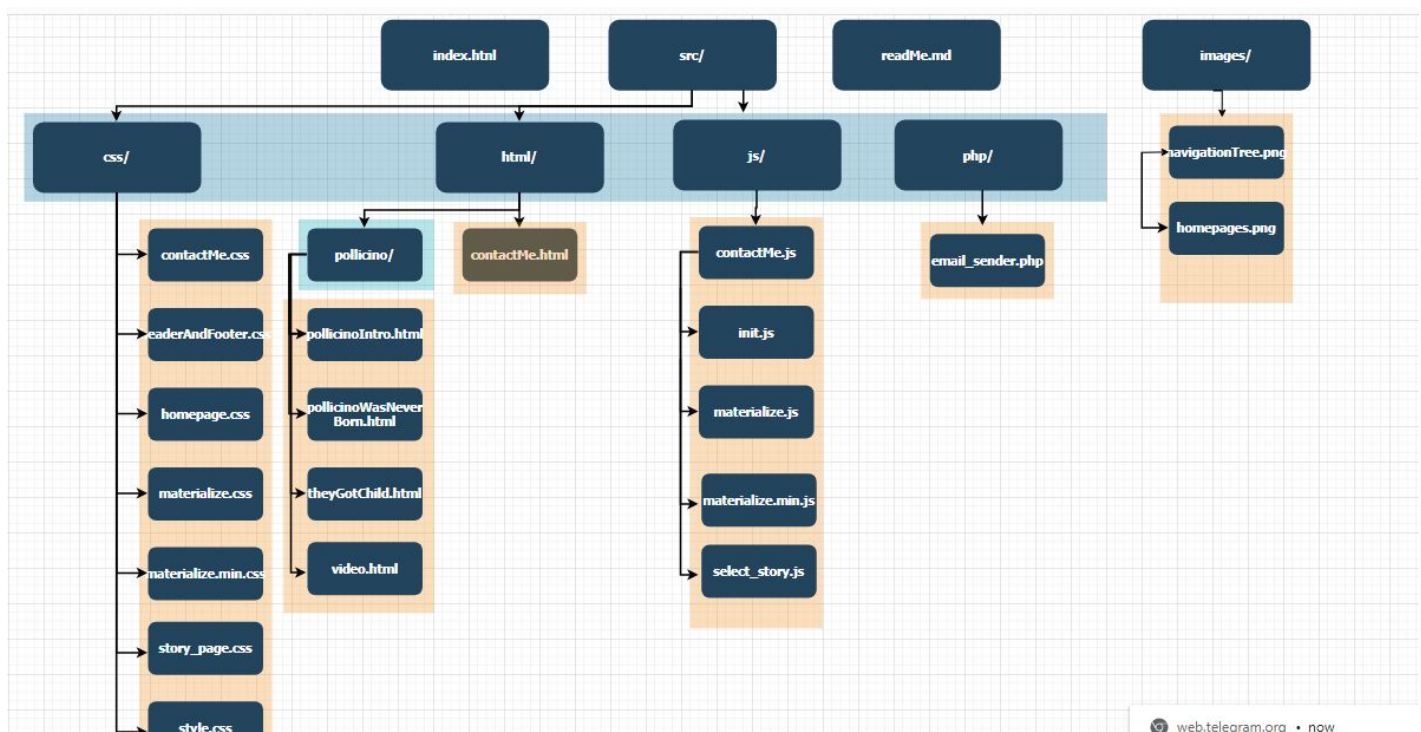 index.htnl
src/
readMe.md
images/
css/
html/
js/
php/
navigationTree.png
homepages.png
contactMe.css
eaderAndFooter.css
homepage.css
materialize.css
materialize.min.css
story_page.css
style.css
pollicino/
pollicinoIntro.html
pollicinoWasNever
Born.html
theyGotChild.html
video.html
contactMe.html
contactMe.js
init.js
materialize.js
materialize.min.js
select_story.js
email_sender.php
web.telegram.org • now